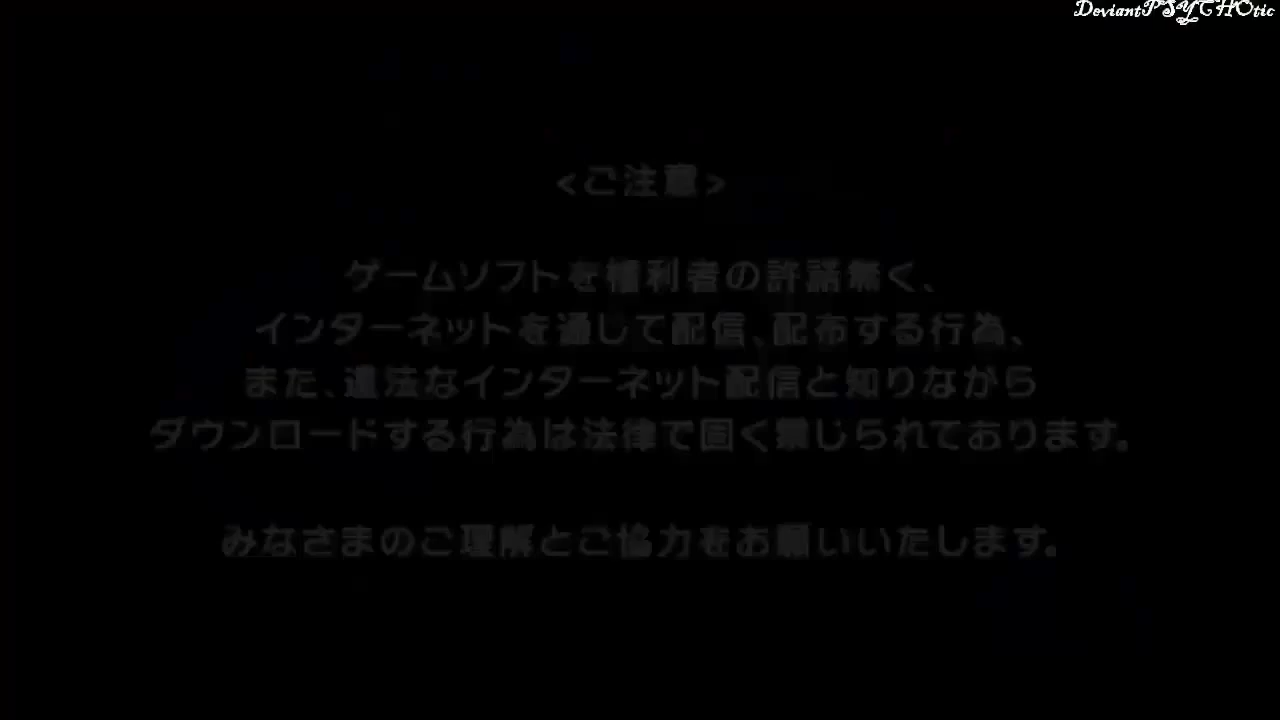 DeviantPSYCHOtic
<ご注意>
ゲームソフトを権利者の許諾無く、
インターネットを通じて配信、配布する行為、
また、違法なインターネット配信と知りながら
ダウンロードする行為は法律で固く禁じられております。
みなさまのご理解とご協力をお願いいたします。